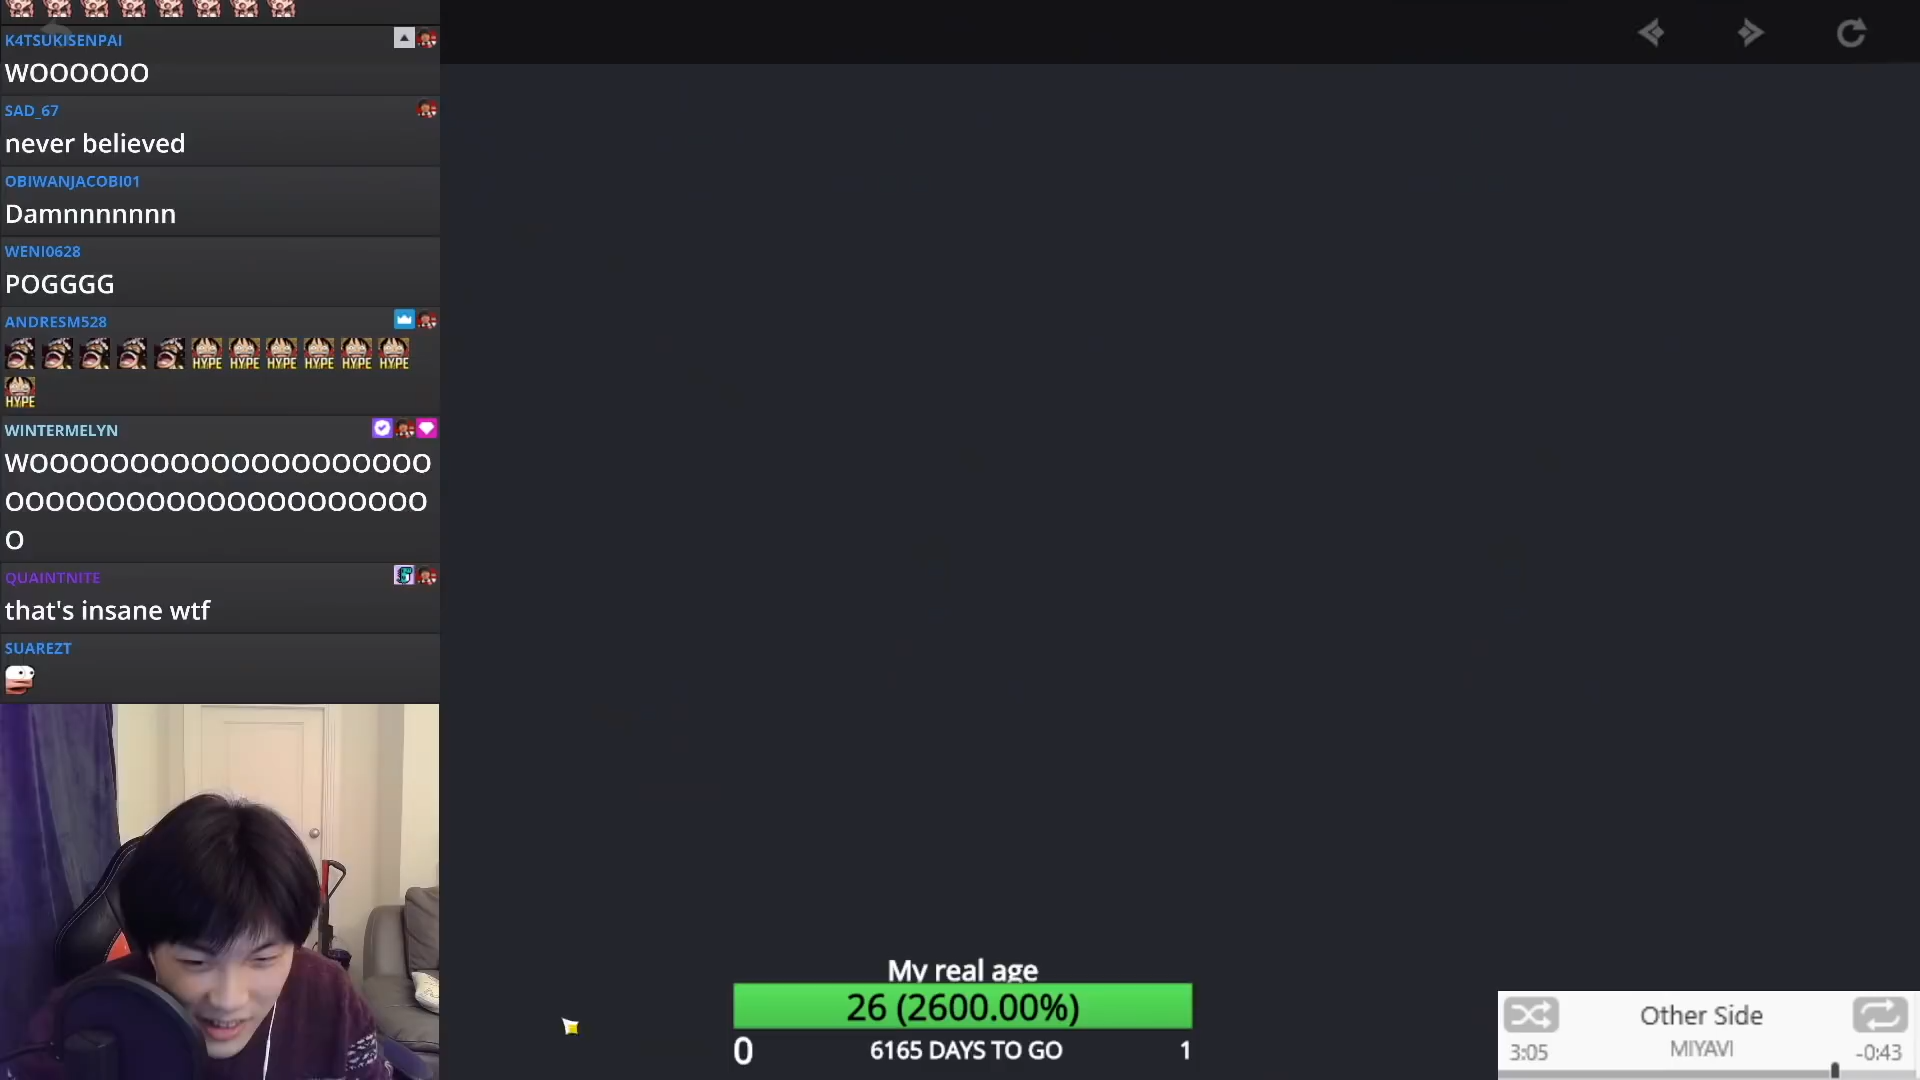 K4TSUKISENPAI
WOOOOOO
SAD_67
never believed
OBIWANJACOBI01
Damnnnnnnn
WENI0628
POGGGG
ANDRESM528
HYPE HYPE HYPE HYPE HYPE HYPE
HYPE
WINTERMELYN
WOOOOOOOOOOOOOOOOOOOO
OOOOOOOOOOOOOOOOOOOOO
O
QUAINTNITE
that's insane wtf
SUAREZT
My real age
26 (2600.00%)
0 6165 DAYS TO GO 1
Other Side
3:05 MIYAVI -0:43